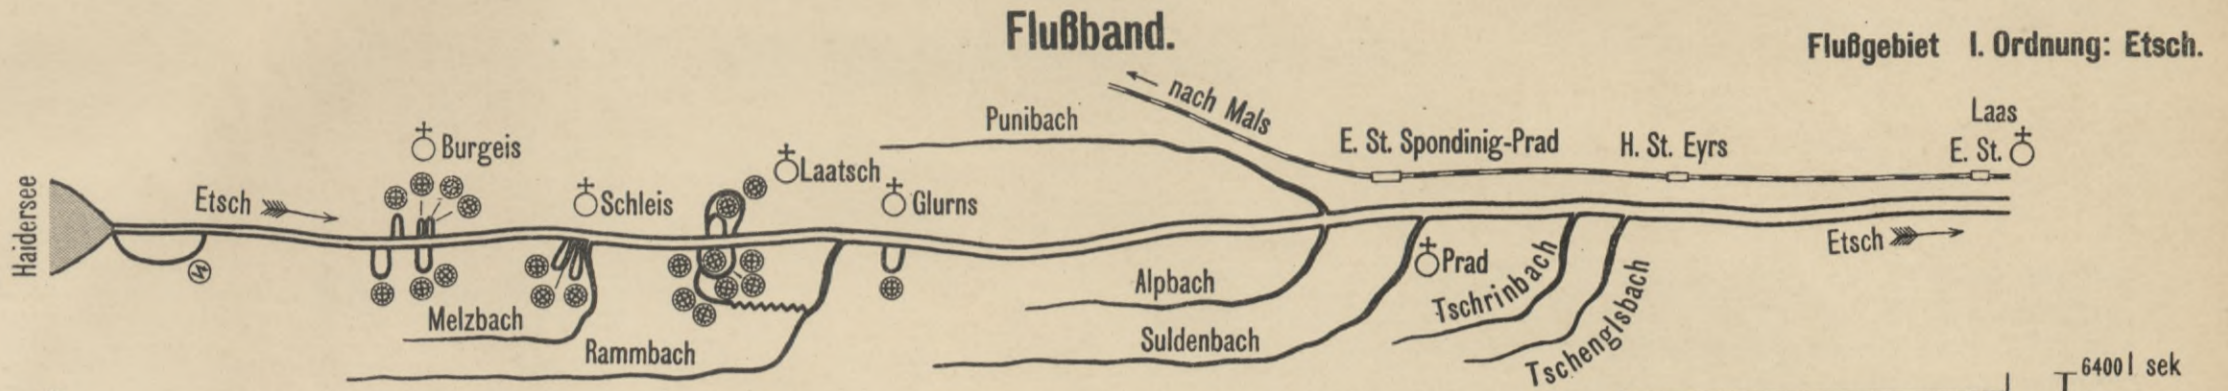 Flußband.
Flußgebiet I. Ordnung: Etsch.
nach Mals
Laas
Punibach
E. St. Spondinig-Prad
H. St. Eyrs
E. St.
Burgeis
Laatsch
Haidersee
Etsch
Schleis
Glurns
Etsch
W
Prad
Alpbach
Tschrinbach
Melzbach
Suldenbach
Rammbach
Tschenglsbach
6400 l sek